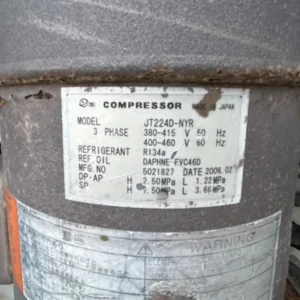 COMPRESSOR MADE IN JAPAN
MODEL JT224D-NYR
3 PHASE 380-415 V 50 Hz
400-460 V 60 Hz
REFRIGERANT R134a
REF. OIL DAPHNE-FVC46D
MFG. NO 5021827 DATE 2006.02
DP·AP H 2.50MPa L 1.22MPa
SP H 2.50MPa L 3.66MPa
WARNING